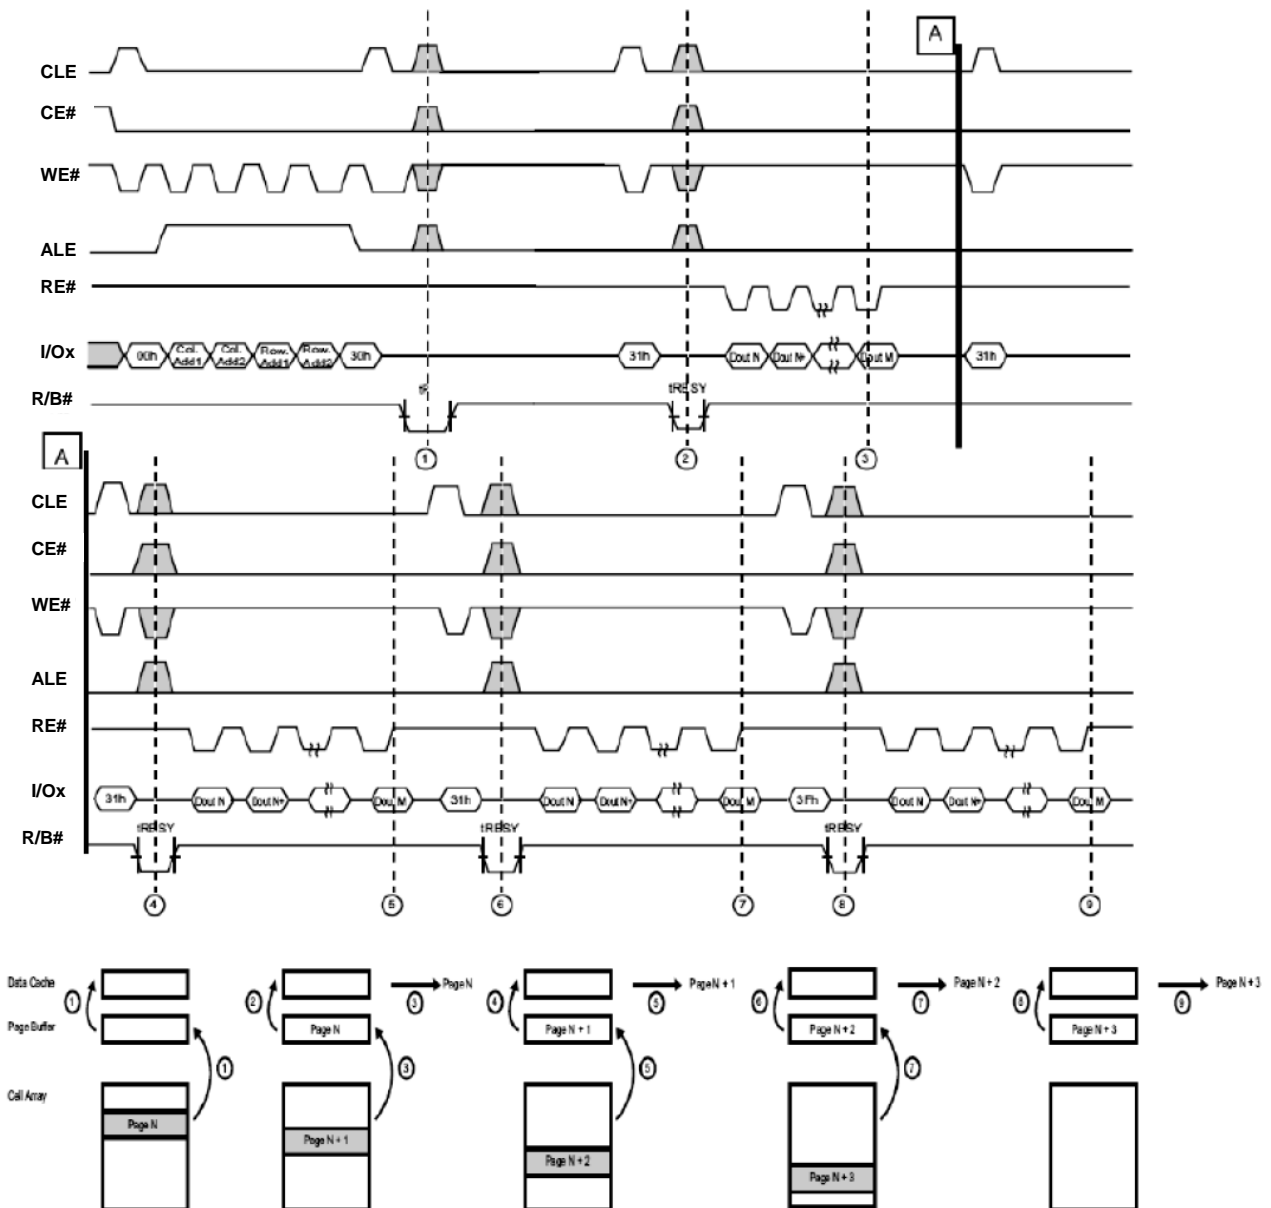 A
CLE
CE#
WE#
ALE
RE#
I/Ox 00h Col. Add1 Col. Add2 Row. Add1 Row. Add2 30h 31h Dout N Dout N+ Dout M 31h
R/B# tR tRBSY
1 2 3
A
CLE
CE#
WE#
ALE
RE#
I/Ox 31h Dout N Dout N+ Dout M 31h Dout N Dout N+ Dout M 3Fh Dout N Dout N+ Dout M
R/B# tRBSY tRBSY tRBSY
4 5 6 7 8 9
Data Cache 1 2 3 Page N 4 5 Page N + 1 6 7 Page N + 2 8 9 Page N + 3
Page Buffer Page N Page N + 1 Page N + 2 Page N + 3
1 3 5 7
Cell Array
Page N Page N + 1 Page N + 2 Page N + 3